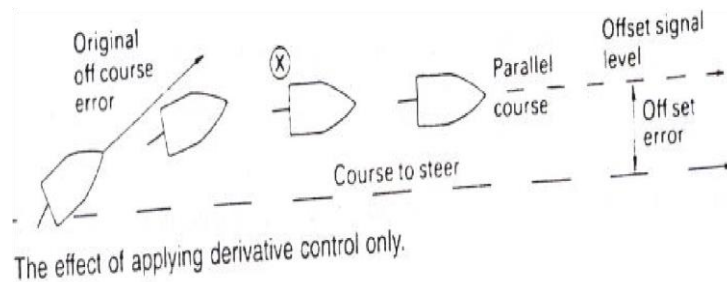 Original
off course
error
X
Parallel
course
Offset signal
level
Off set
error
Course to steer
The effect of applying derivative control only.